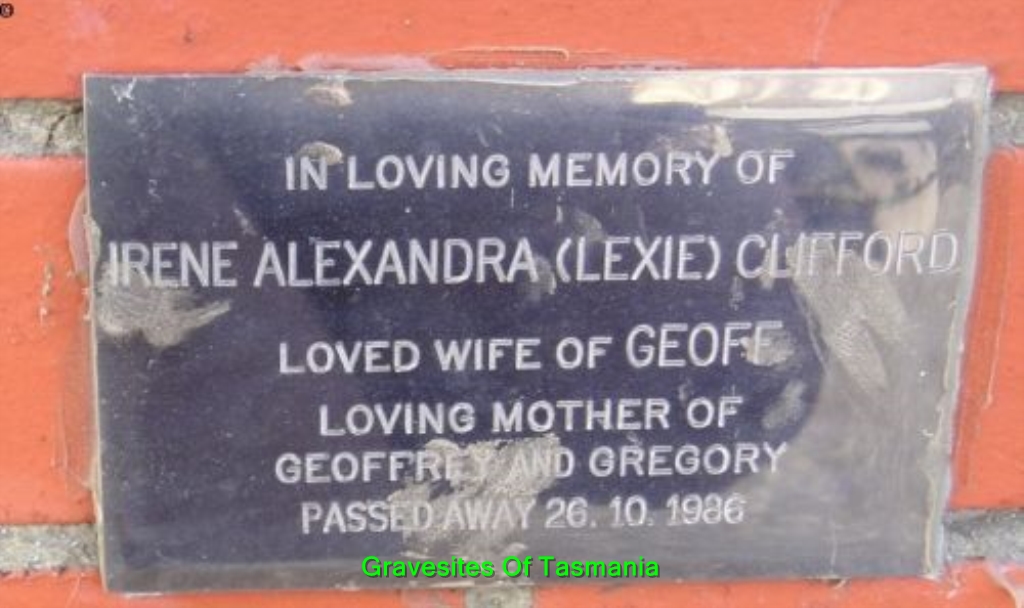 IN LOVING MEMORY OF
IRENE ALEXANDRA (LEXIE) CLIFFORD
LOVED WIFE OF GEOFF
LOVING MOTHER OF
GEOFFREY AND GREGORY
PASSED AWAY 26. 10. 1986
Gravesites Of Tasmania